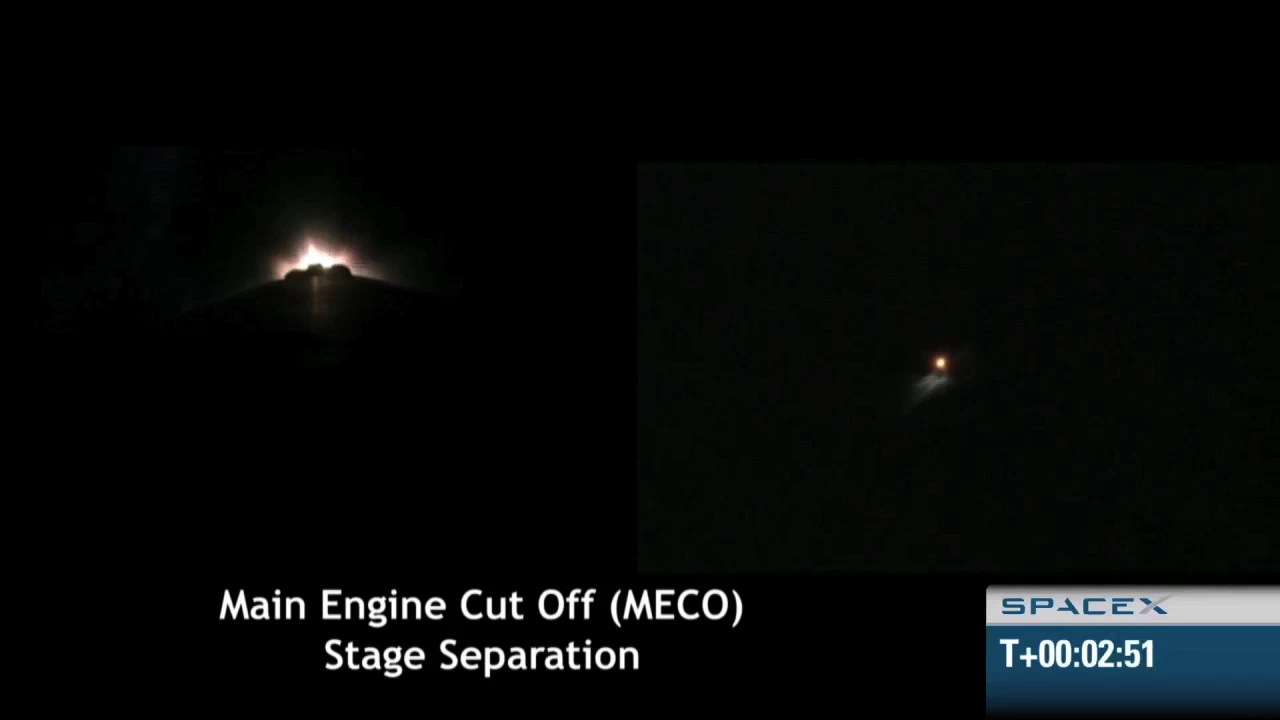 Main Engine Cut Off (MECO)
Stage Separation
SPACEX
T+00:02:51